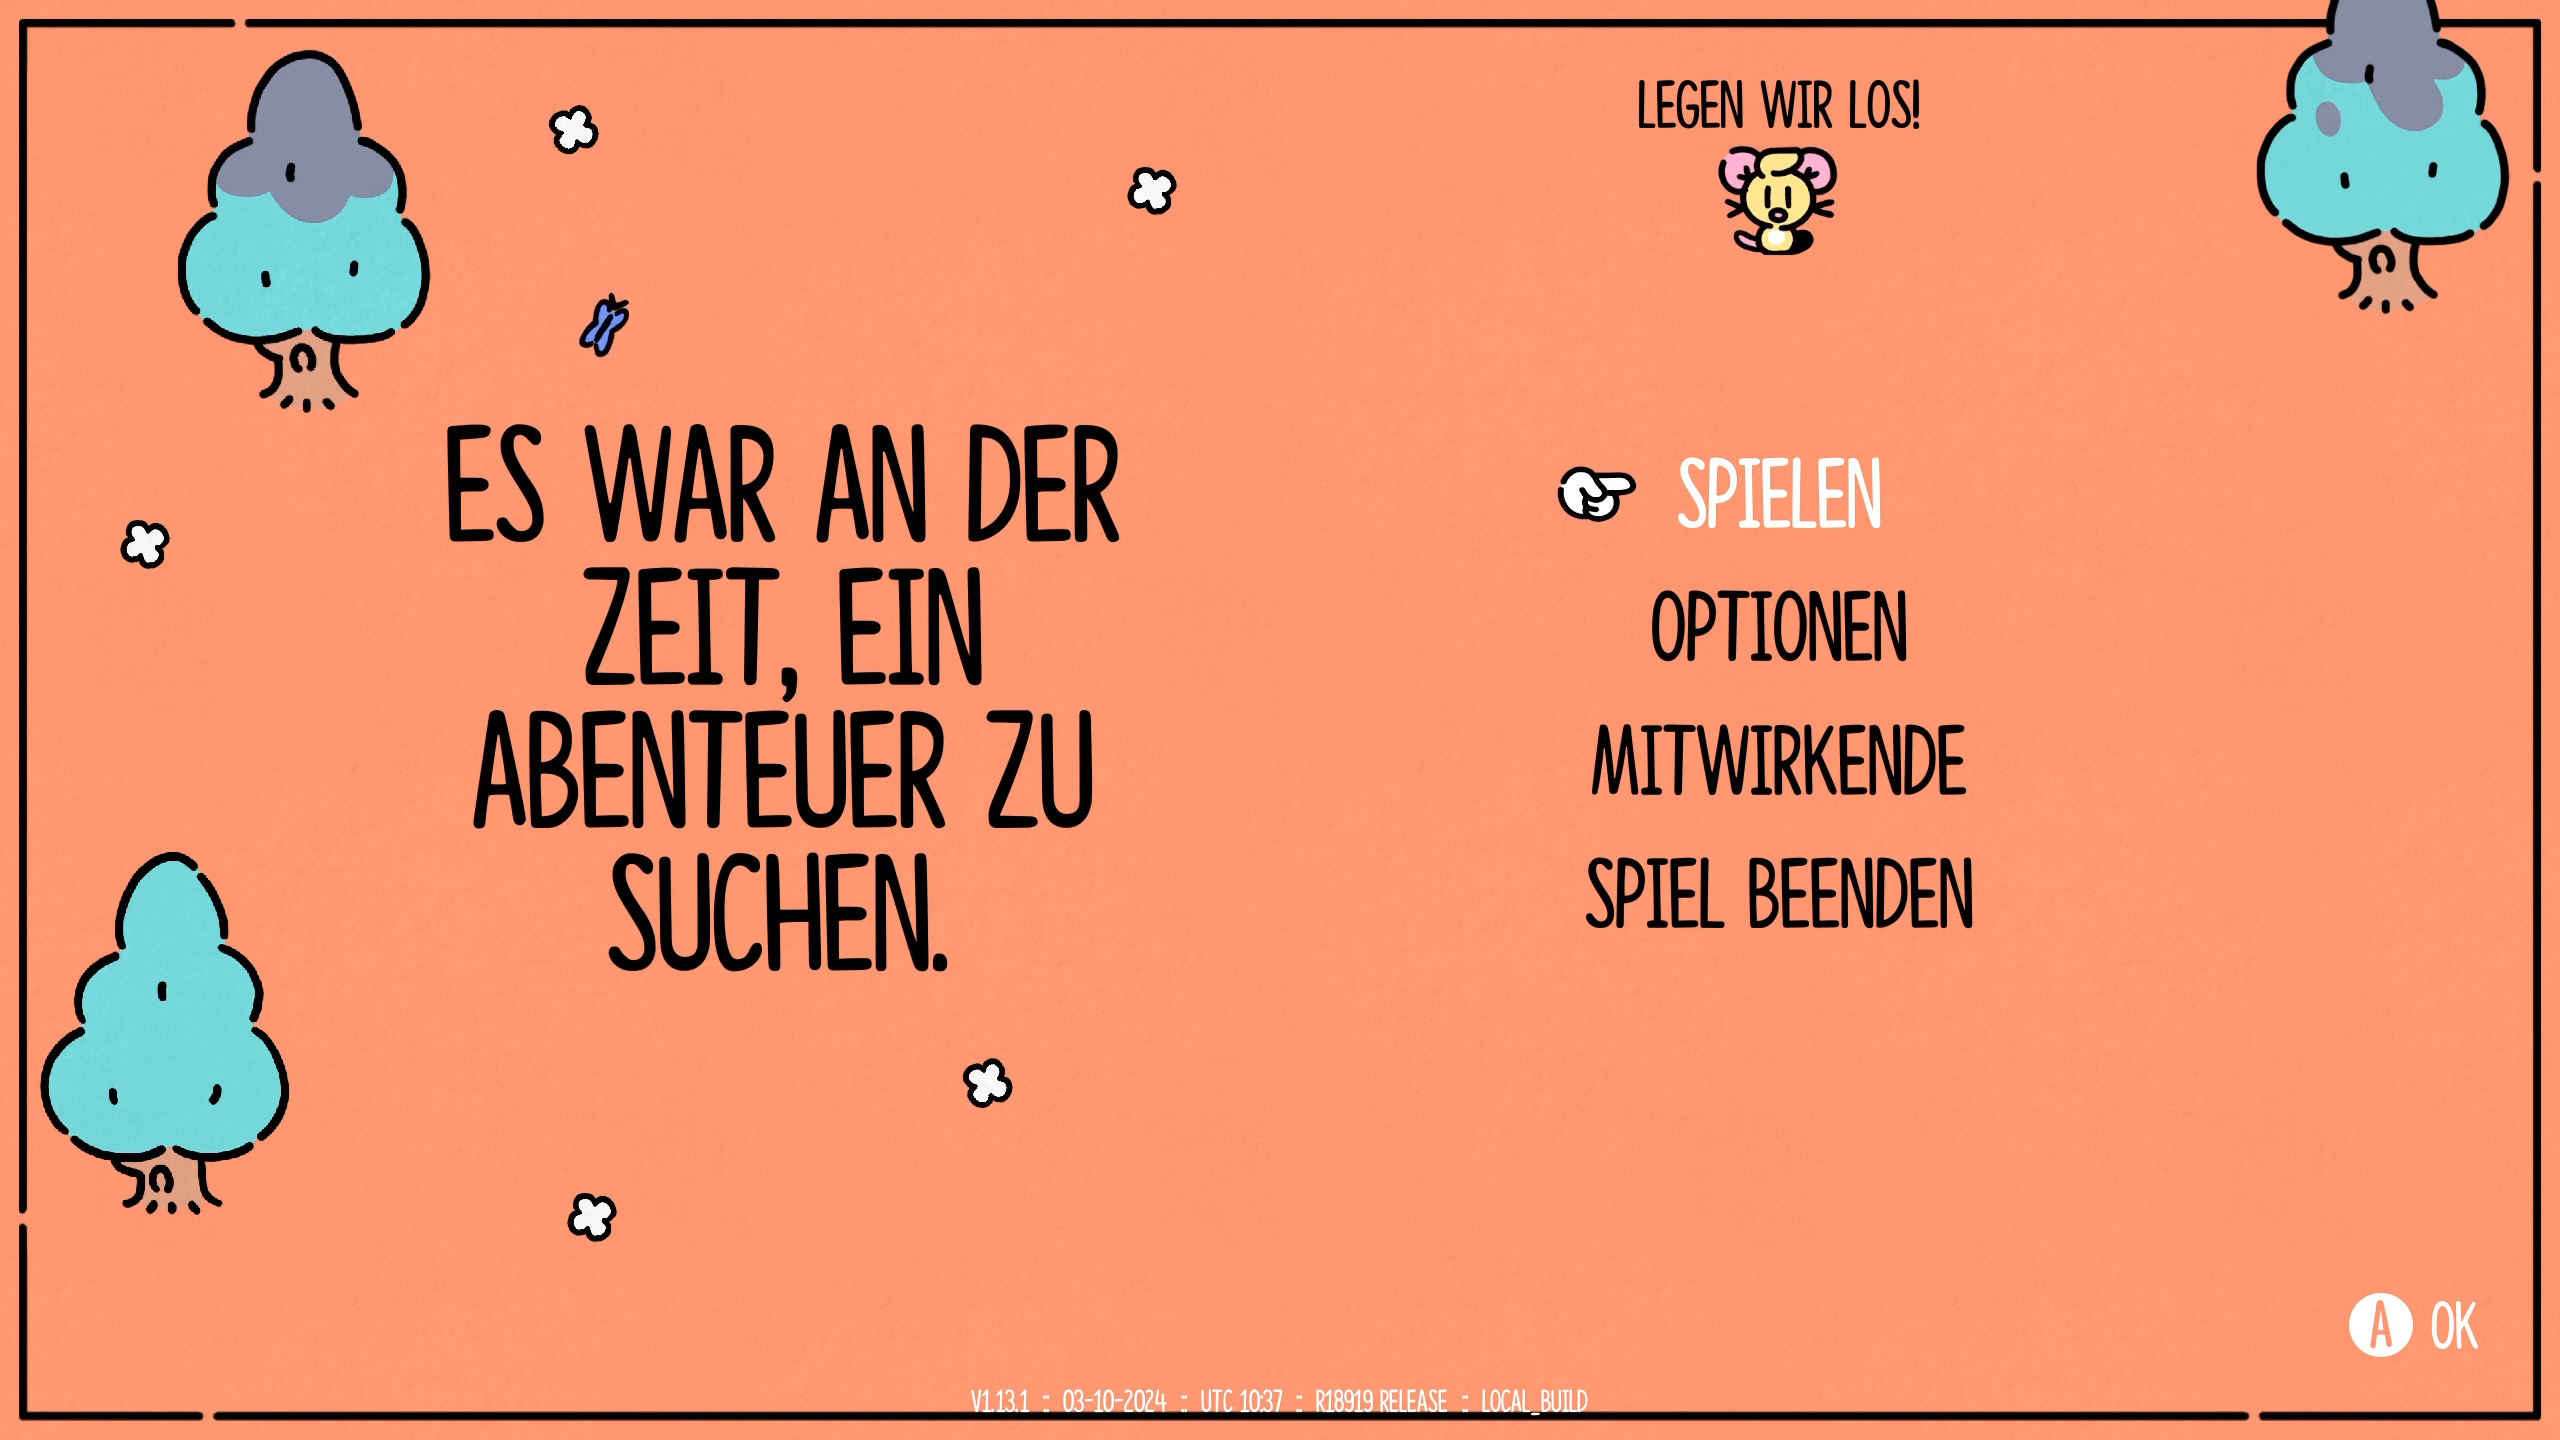 LEGEN WIR LOS!
ES WAR AN DER
ZEIT, EIN
ABENTEUER ZU
SUCHEN.
SPIELEN
OPTIONEN
MITWIRKENDE
SPIEL BEENDEN
A OK
V1.13.1 :: 03-10-2024 :: UTC 10:37 :: R18919 RELEASE :: LOCAL_BUILD